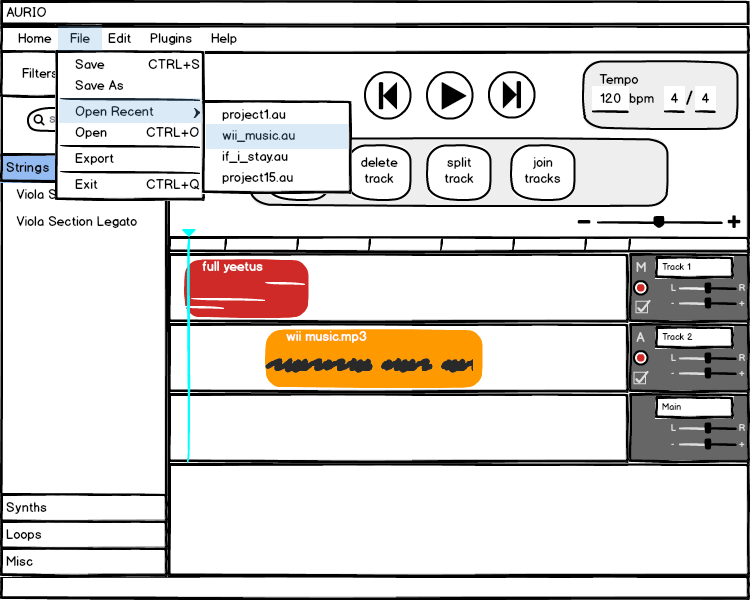 AURIO
Home File Edit Plugins Help
Filters
Save CTRL+S
Save As
Open Recent
Open CTRL+O
Export
Exit CTRL+Q
project1.au
wii_music.au
if_i_stay.au
project15.au
Tempo
120 bpm 4 / 4
delete track
split track
join tracks
Strings
Viola S
Viola Section Legato
full yeetus
M Track 1
L R
- +
wii music.mp3
A Track 2
L R
- +
Main
L R
- +
Synths
Loops
Misc